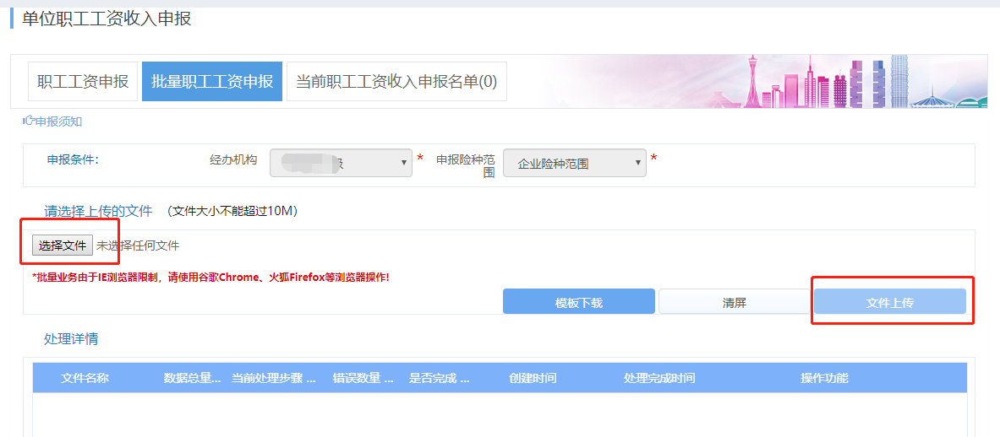 单位职工工资收入申报
职工工资申报 批量职工工资申报 当前职工工资收入申报名单(0)
申报须知
申报条件: 经办机构 级 * 申报险种范围 企业险种范围 *
请选择上传的文件 (文件大小不能超过10M)
选择文件 未选择任何文件
*批量业务由于IE浏览器限制，请使用谷歌Chrome、火狐Firefox等浏览器操作!
模板下载 清屏 文件上传
处理详情
文件名称 数据总量... 当前处理步骤 ... 错误数量 ... 是否完成 ... 创建时间 处理完成时间 操作功能